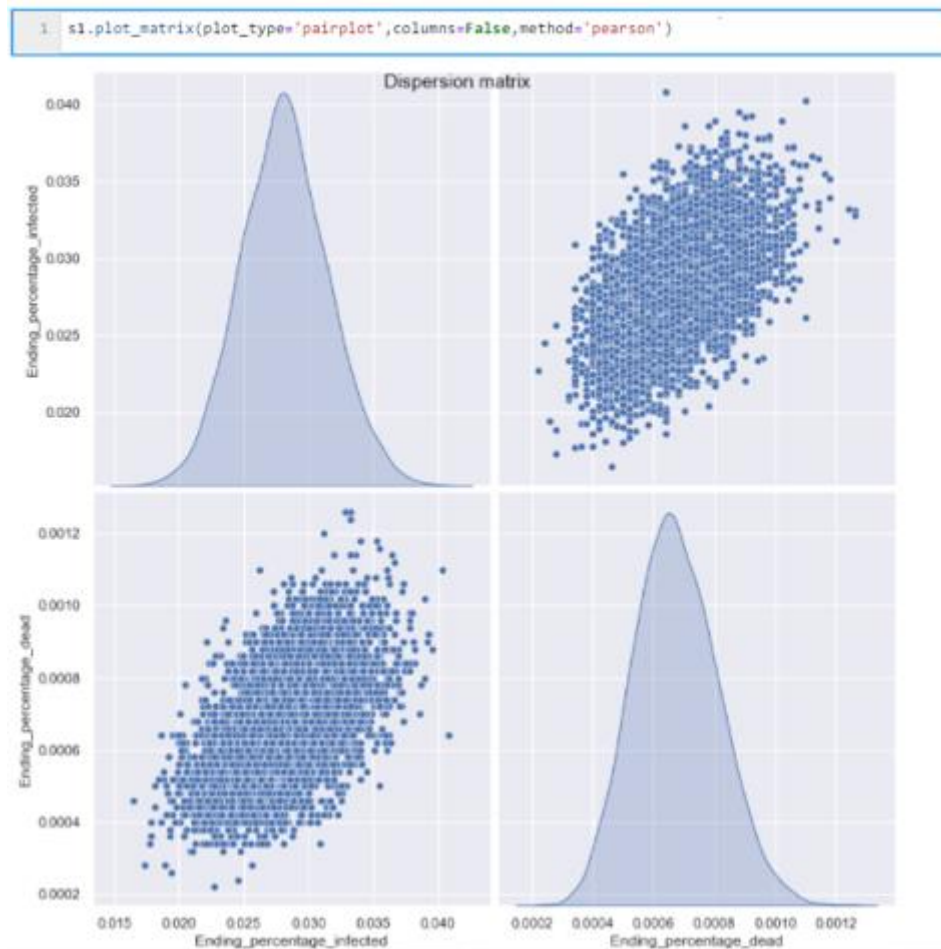 1 s1.plot_matrix(plot_type='pairplot',columns=False,method='pearson')
Dispersion matrix
0.040
0.035
0.030
0.025
0.020
Ending_percentage_infected
0.0012
0.0010
0.0008
0.0006
0.0004
0.0002
Ending_percentage_dead
0.015 0.020 0.025 0.030 0.035 0.040
Ending_percentage_infected
0.0002 0.0004 0.0006 0.0008 0.0010 0.0012
Ending_percentage_dead